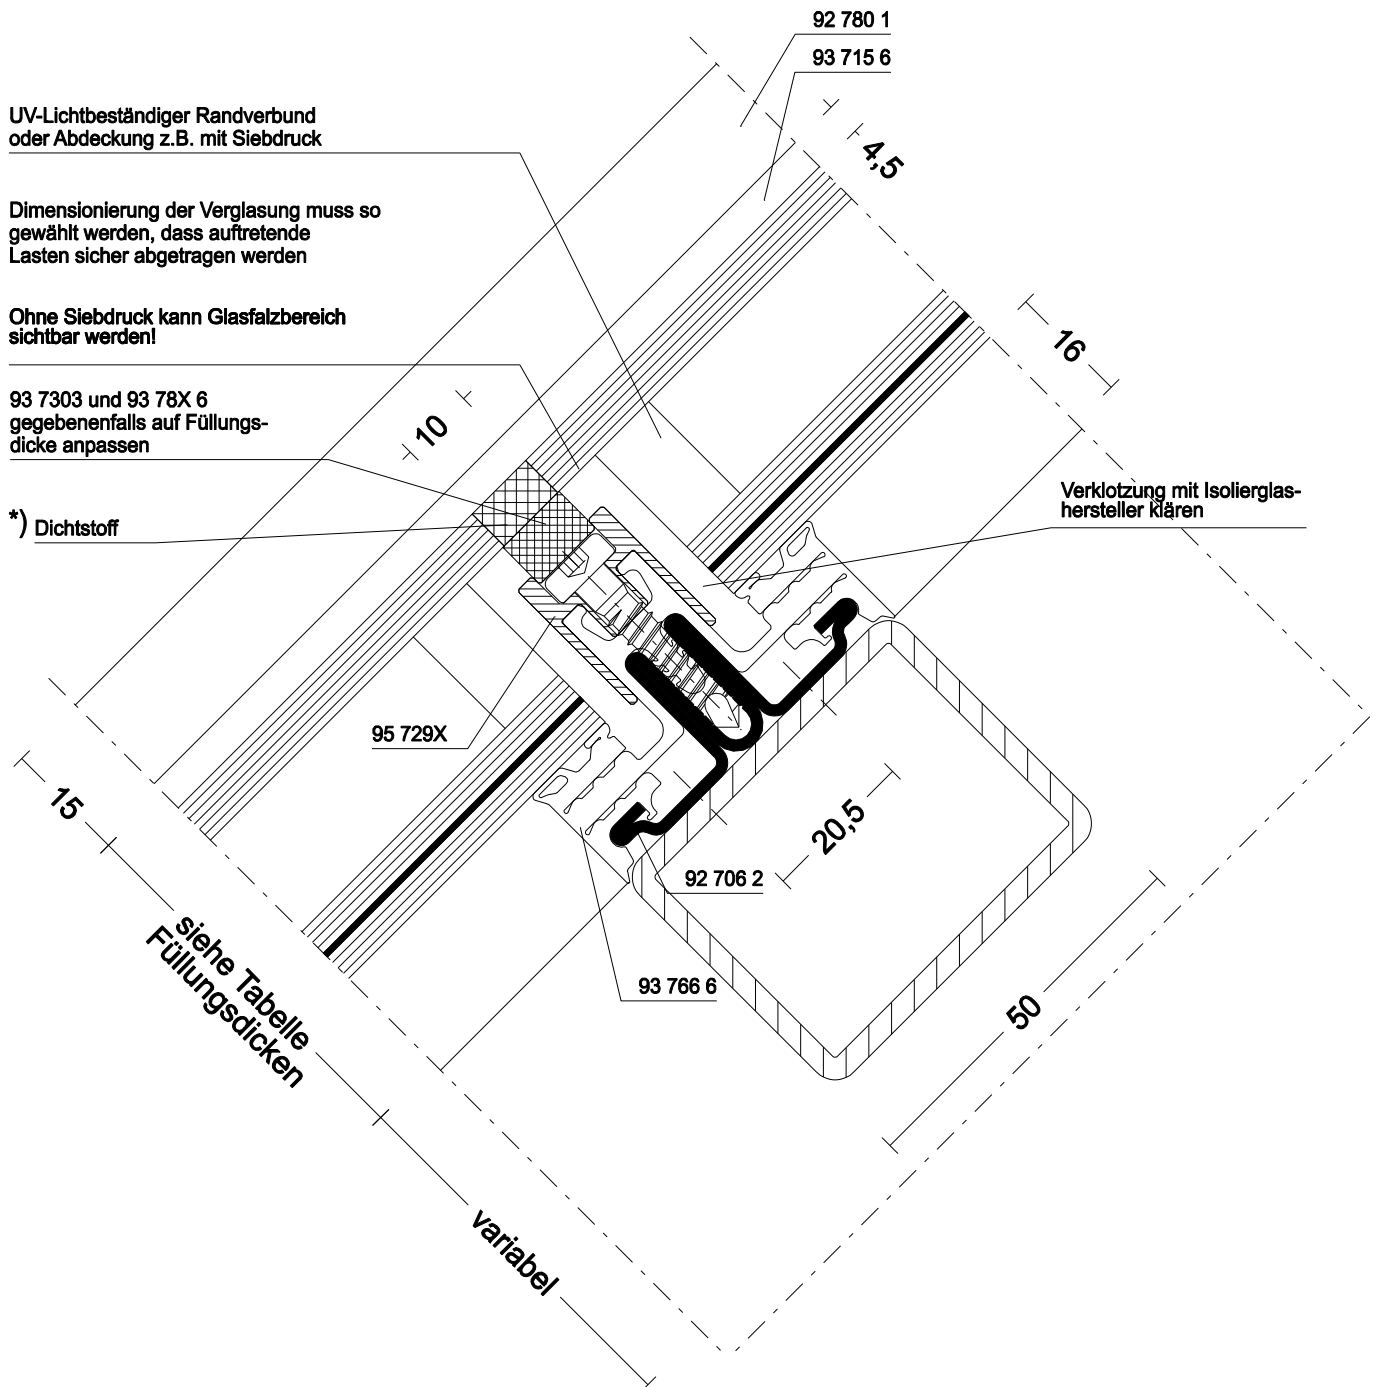 92 780 1
93 715 6
UV-Lichtbeständiger Randverbund
oder Abdeckung z.B. mit Siebdruck
4,5
Dimensionierung der Verglasung muss so
gewählt werden, dass auftretende
Lasten sicher abgetragen werden
Ohne Siebdruck kann Glasfalzbereich
sichtbar werden!
16
93 7303 und 93 78X 6
gegebenenfalls auf Füllungs-
dicke anpassen
10
Verklotzung mit Isolierglas-
hersteller klären
*) Dichtstoff
95 729X
15
20,5
92 706 2
93 766 6
siehe Tabelle
Füllungsdicken
50
variabel